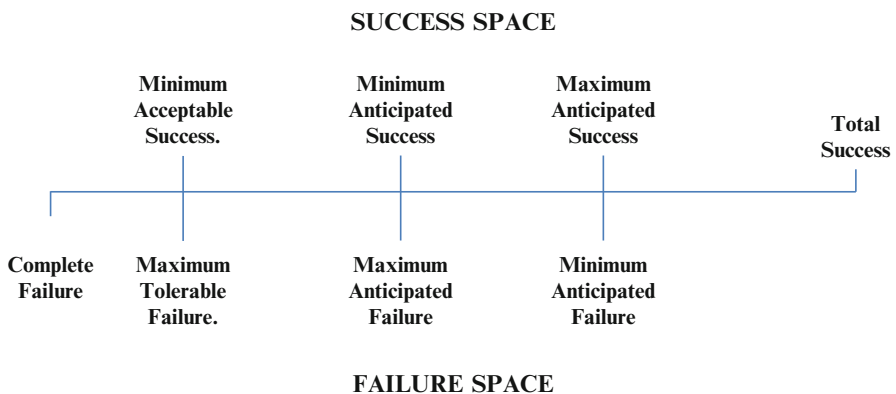 SUCCESS SPACE
Minimum
Acceptable
Success.
Minimum
Anticipated
Success
Maximum
Anticipated
Success
Total
Success
Complete
Failure
Maximum
Tolerable
Failure.
Maximum
Anticipated
Failure
Minimum
Anticipated
Failure
FAILURE SPACE